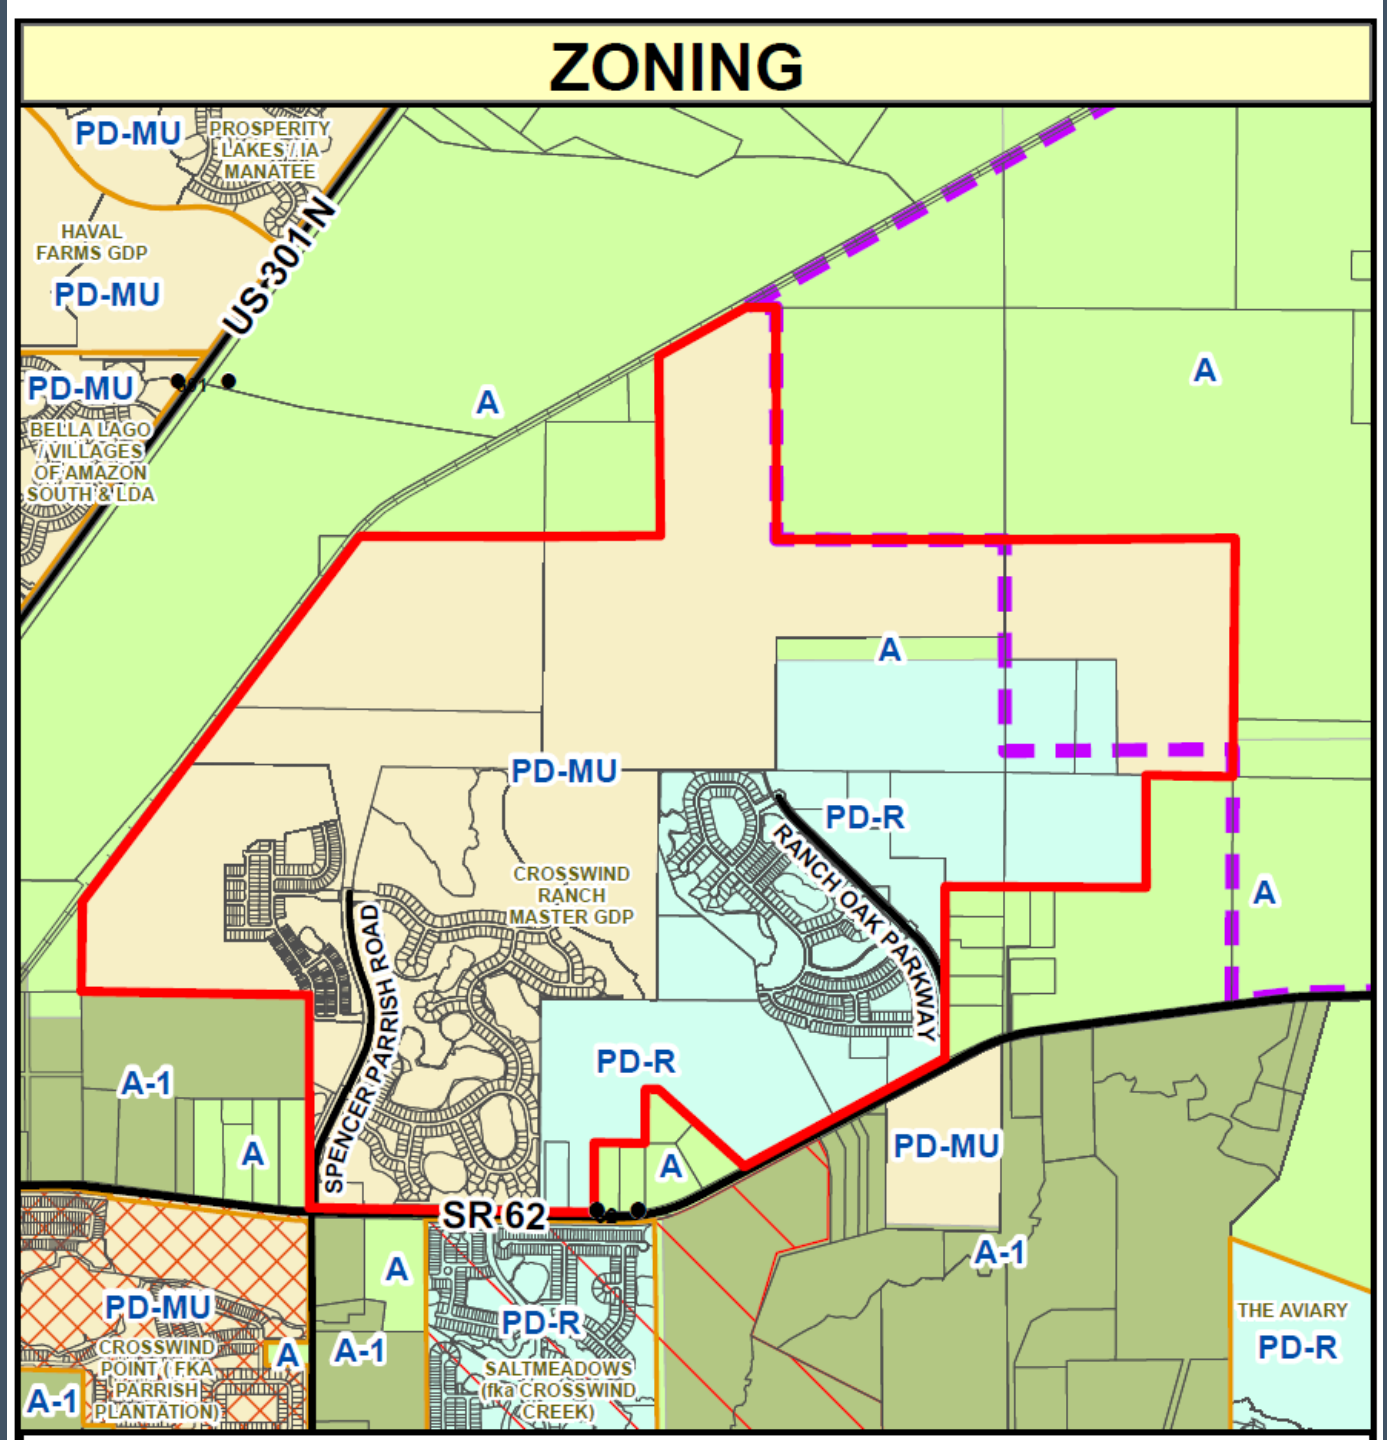 ZONING
PD-MU
PROSPERITY
LAKES / IA
MANATEE
HAVAL
FARMS GDP
PD-MU
US-301-N
PD-MU
301
BELLA LAGO
/ VILLAGES
OF AMAZON
SOUTH & LDA
A
A
A
PD-MU
PD-R
RANCH OAK PARKWAY
CROSSWIND
RANCH
MASTER GDP
A
SPENCER PARRISH ROAD
PD-R
A-1
A
A
PD-MU
SR-62
62
A
A-1
PD-MU
CROSSWIND
POINT ( FKA
PARRISH
PLANTATION)
A
A-1
A-1
PD-R
SALTMEADOWS
(fka CROSSWIND
CREEK)
THE AVIARY
PD-R